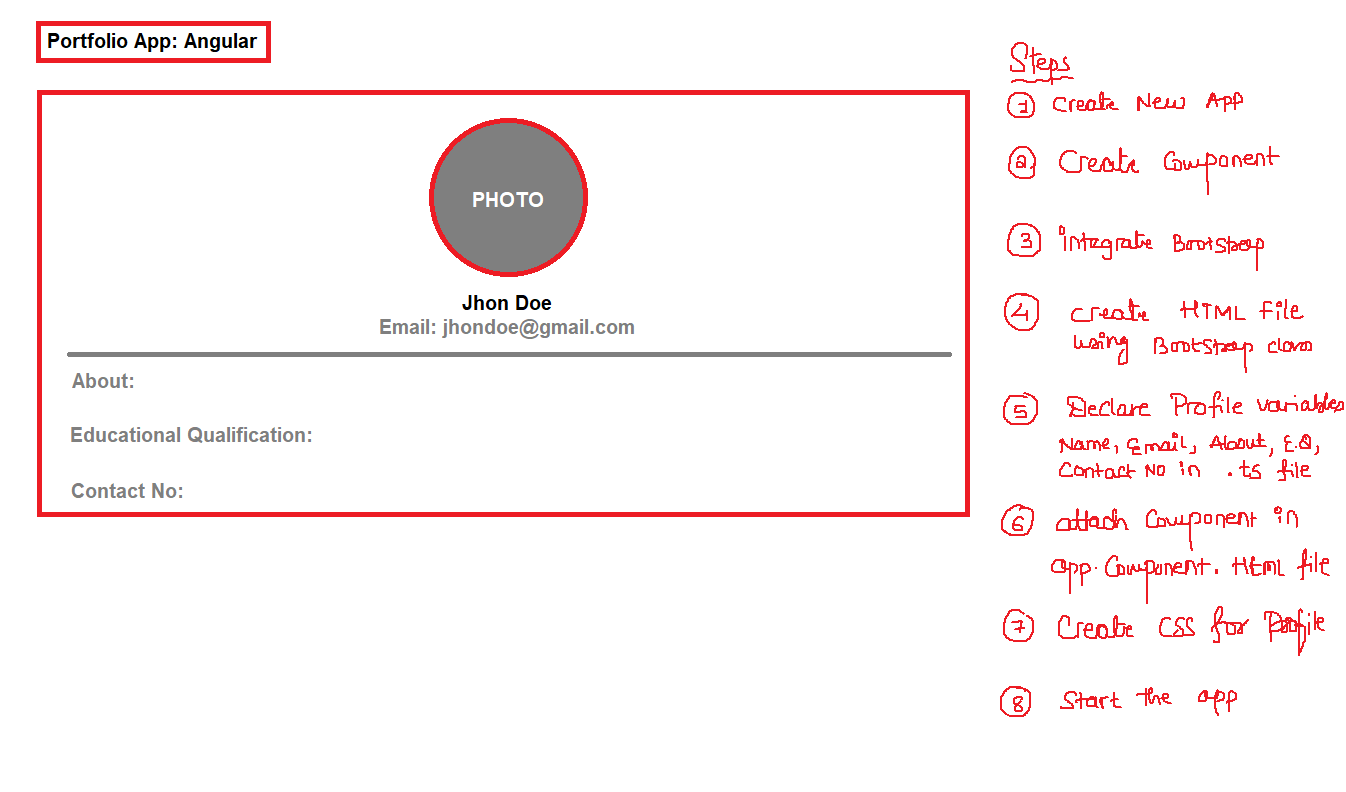 Portfolio App: Angular
PHOTO
Jhon Doe
Email: jhondoe@gmail.com
About:
Educational Qualification:
Contact No:
Steps
1 Create New App
2 Create Component
3 integrate Bootstrap
4 create HTML file
using Bootstrap class
5 Declare Profile variables
Name, Email, About, E.Q,
Contact No in .ts file
6 attach Component in
app.Component. Html file
7 Create CSS for Profile
8 Start the app